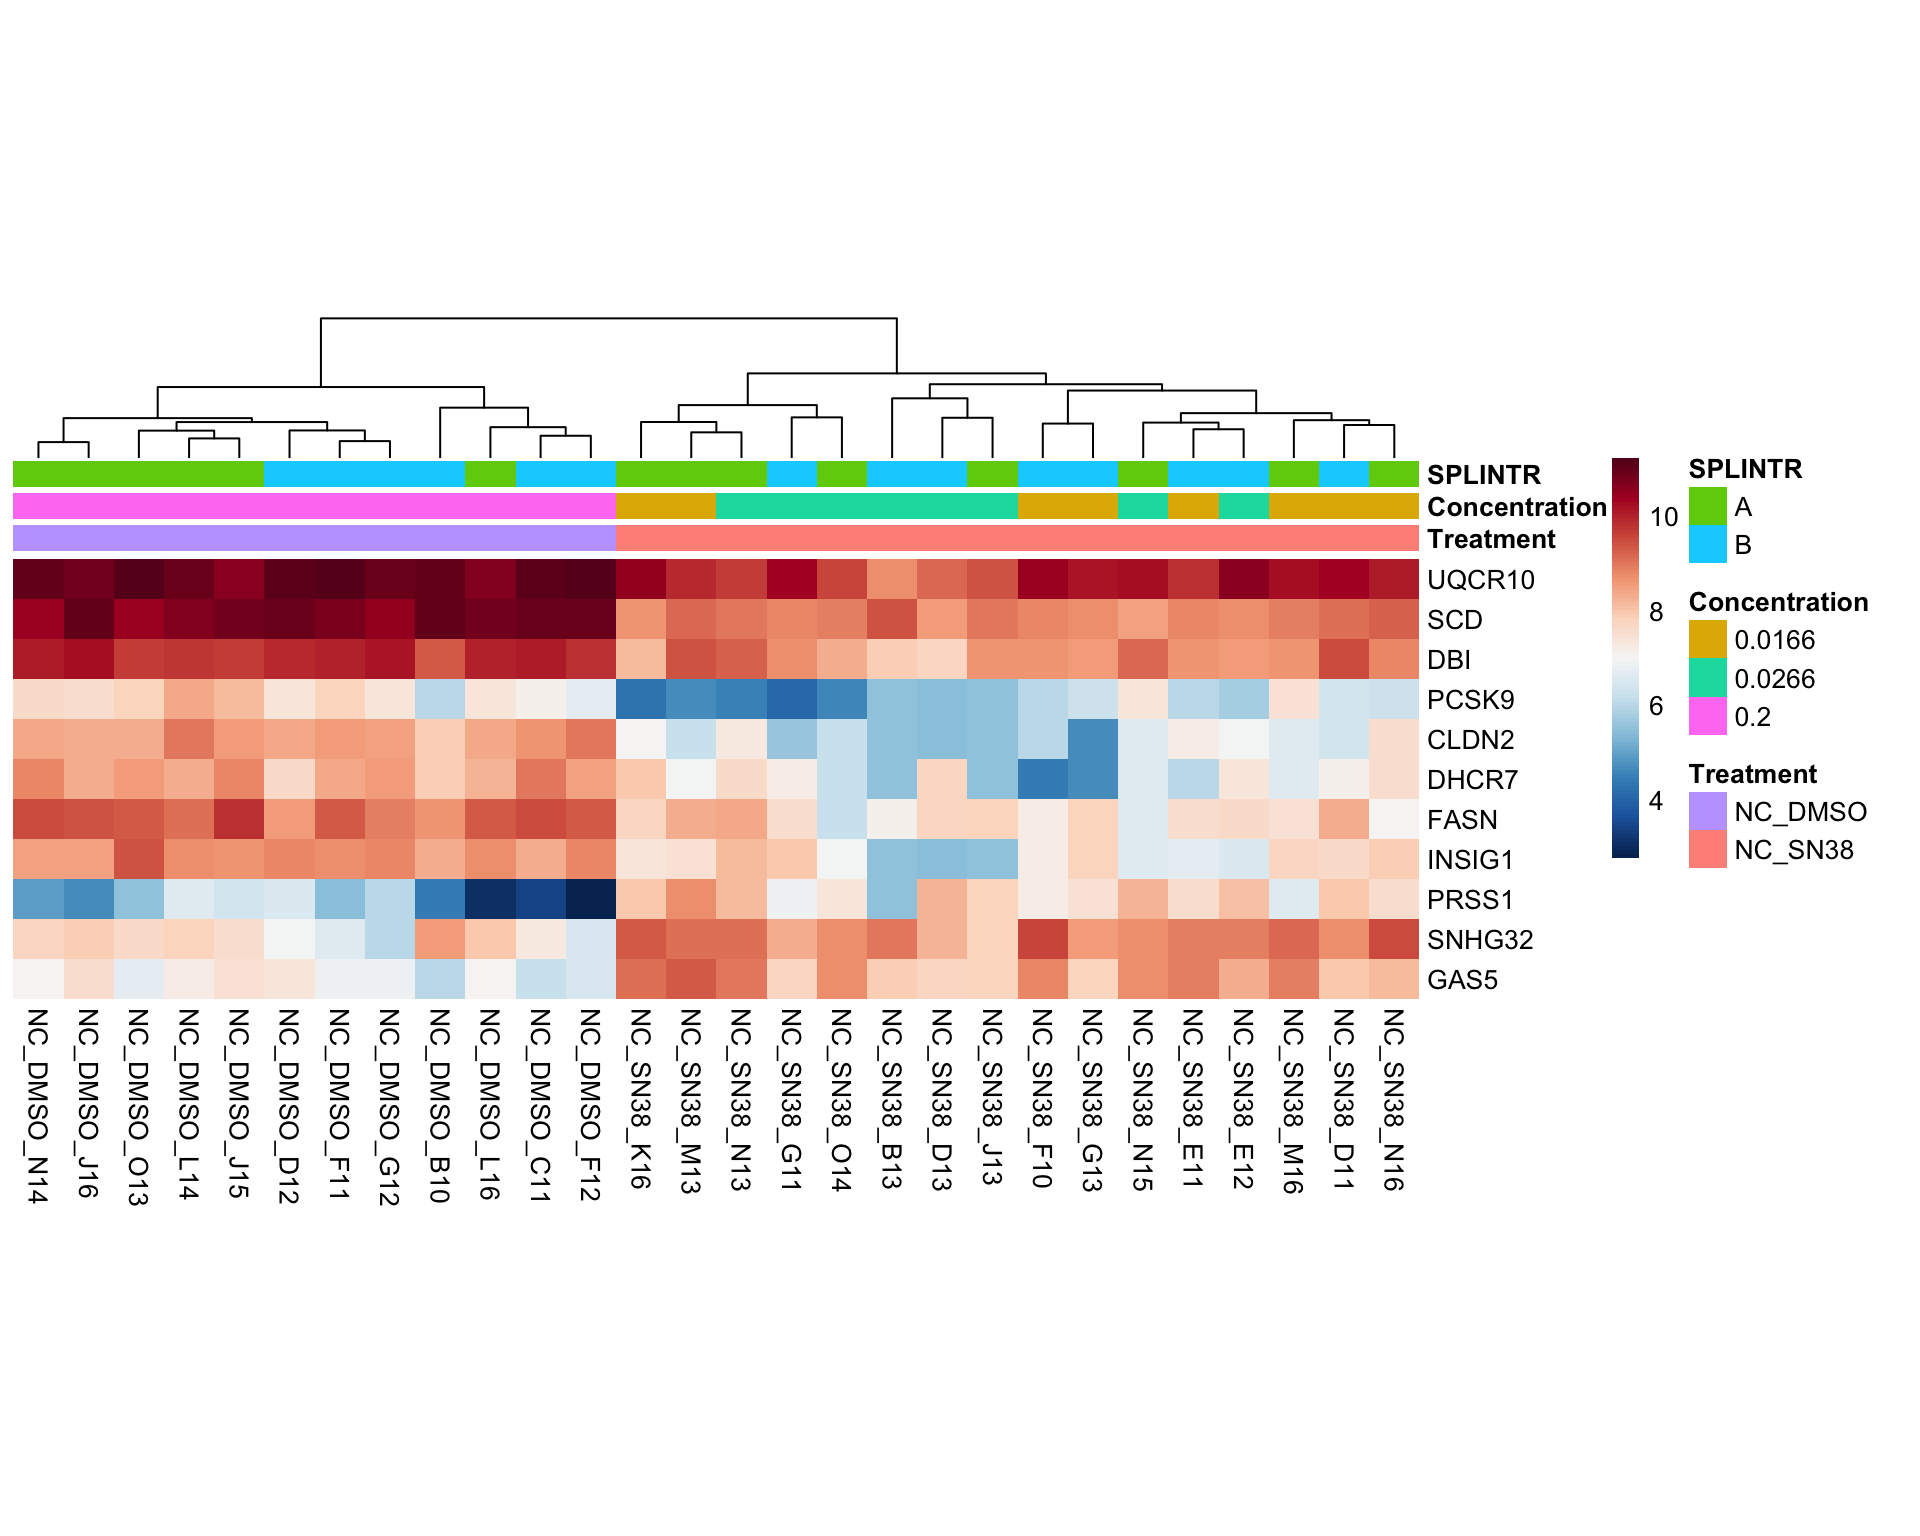 SPLINTR
Concentration
Treatment
UQCR10
SCD
DBI
PCSK9
CLDN2
DHCR7
FASN
INSIG1
PRSS1
SNHG32
GAS5
NC_DMSO_N14
NC_DMSO_J16
NC_DMSO_O13
NC_DMSO_L14
NC_DMSO_J15
NC_DMSO_D12
NC_DMSO_F11
NC_DMSO_G12
NC_DMSO_B10
NC_DMSO_L16
NC_DMSO_C11
NC_DMSO_F12
NC_SN38_K16
NC_SN38_M13
NC_SN38_N13
NC_SN38_G11
NC_SN38_O14
NC_SN38_B13
NC_SN38_D13
NC_SN38_J13
NC_SN38_F10
NC_SN38_G13
NC_SN38_N15
NC_SN38_E11
NC_SN38_E12
NC_SN38_M16
NC_SN38_D11
NC_SN38_N16
10
8
6
4
SPLINTR
A
B
Concentration
0.0166
0.0266
0.2
Treatment
NC_DMSO
NC_SN38